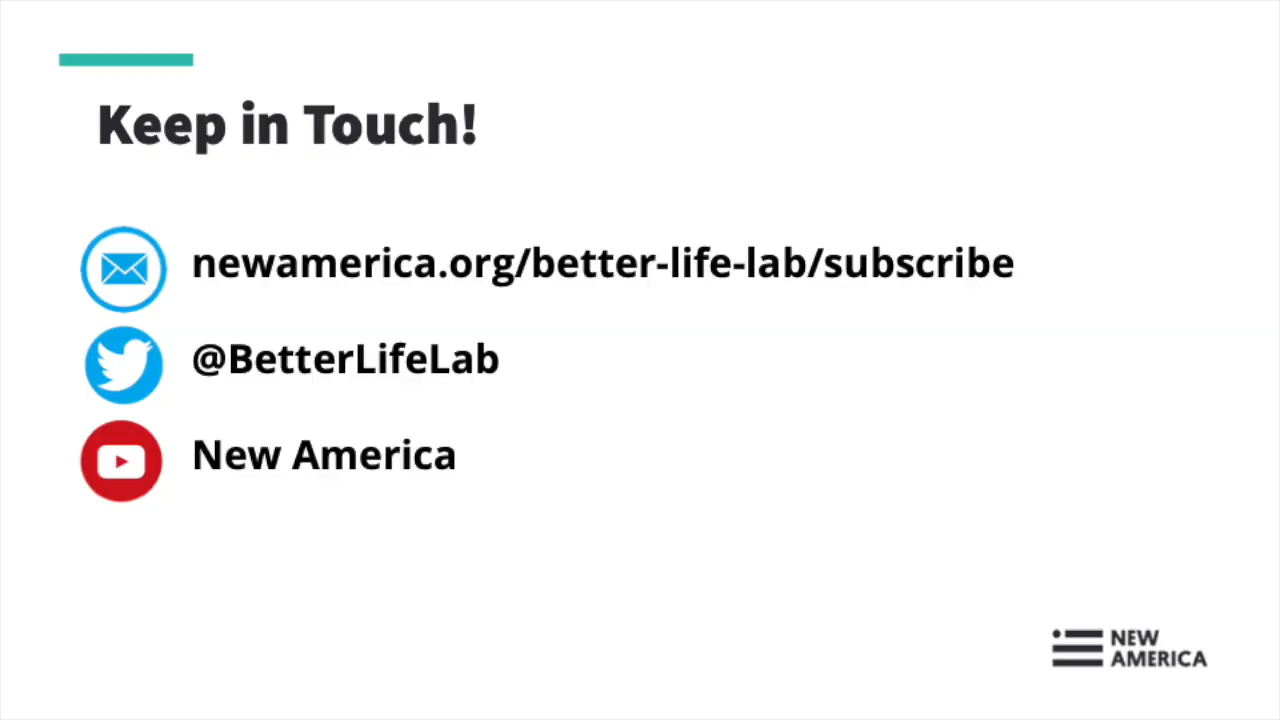 Keep in Touch!
newamerica.org/better-life-lab/subscribe
@BetterLifeLab
New America
NEW
AMERICA